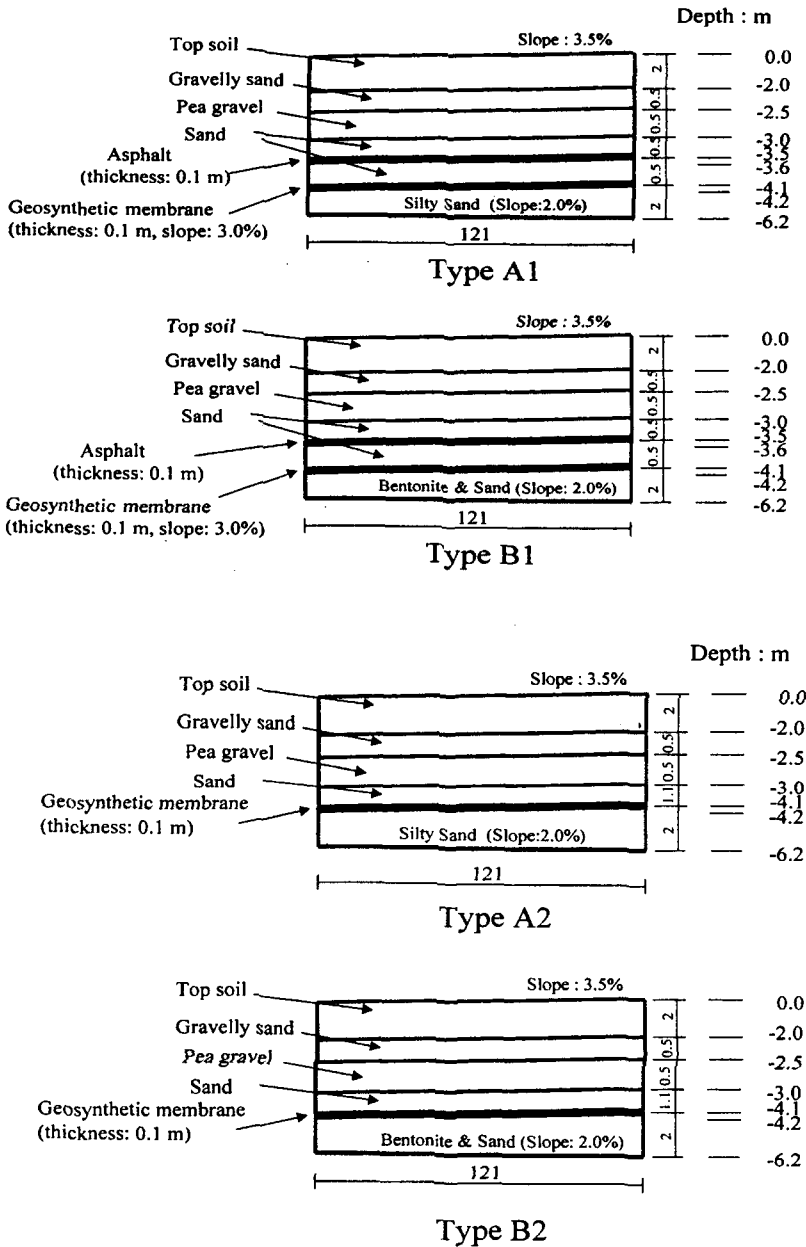 Depth : m
Slope : 3.5%
Top soil
0.0
2
Gravelly sand
-2.0
0.5
Pea gravel
-2.5
0.5
Sand
-3.0
0.5
-3.5
Asphalt
(thickness: 0.1 m)
-3.6
0.5
-4.1
Geosynthetic membrane
(thickness: 0.1 m, slope: 3.0%)
Silty Sand (Slope:2.0%)
2
-4.2
-6.2
121
Type A1
Slope : 3.5%
Top soil
0.0
2
Gravelly sand
-2.0
0.5
Pea gravel
-2.5
0.5
Sand
-3.0
0.5
-3.5
Asphalt
(thickness: 0.1 m)
-3.6
0.5
-4.1
Geosynthetic membrane
(thickness: 0.1 m, slope: 3.0%)
Bentonite & Sand (Slope: 2.0%)
2
-4.2
-6.2
121
Type B1
Depth : m
Slope : 3.5%
Top soil
0.0
2
Gravelly sand
-2.0
0.5
Pea gravel
-2.5
0.5
Sand
-3.0
1.1
-4.1
Geosynthetic membrane
(thickness: 0.1 m)
-4.2
Silty Sand (Slope:2.0%)
2
-6.2
121
Type A2
Slope : 3.5%
Top soil
0.0
2
Gravelly sand
-2.0
0.5
Pea gravel
-2.5
0.5
Sand
-3.0
1.1
-4.1
Geosynthetic membrane
(thickness: 0.1 m)
-4.2
Bentonite & Sand (Slope: 2.0%)
2
-6.2
121
Type B2